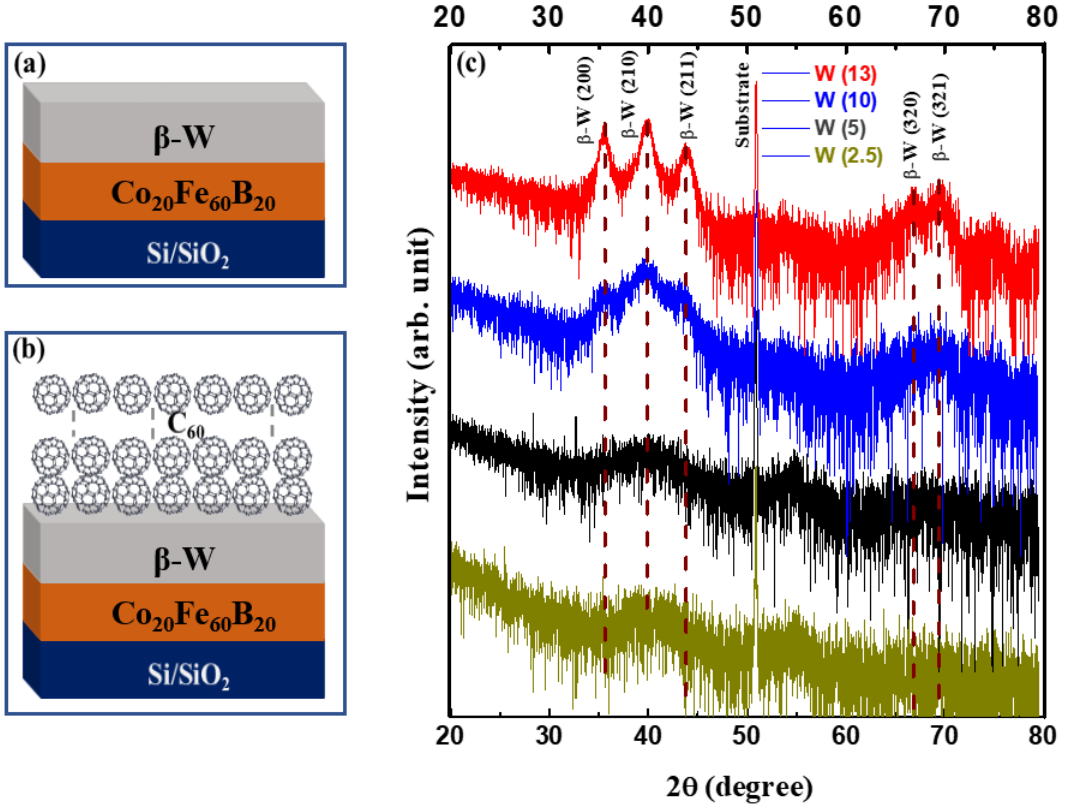 (a)
β-W
Co₂₀Fe₆₀B₂₀
Si/SiO₂
(b)
C₆₀
β-W
Co₂₀Fe₆₀B₂₀
Si/SiO₂
20 30 40 50 60 70 80
(c)
β-W (200)
β-W (210)
β-W (211)
Substrate
W (13)
W (10)
W (5)
W (2.5)
β-W (320)
β-W (321)
Intensity (arb. unit)
20 30 40 50 60 70 80
2θ (degree)